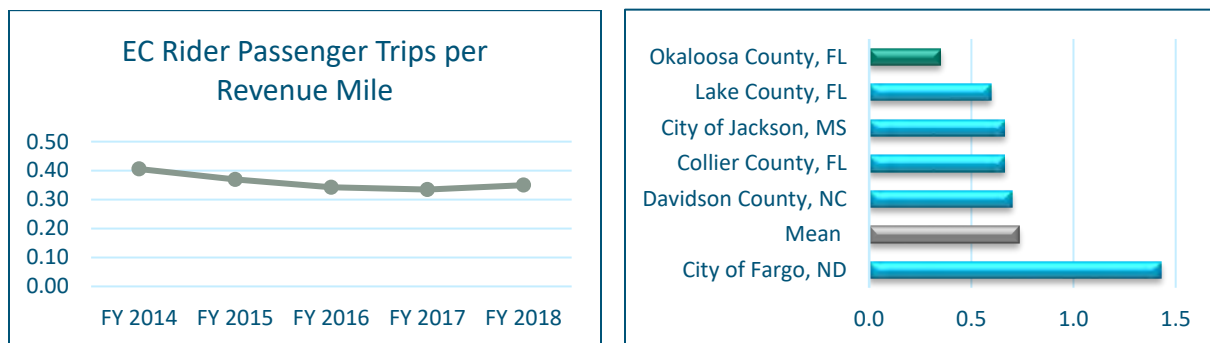 EC Rider Passenger Trips per
Revenue Mile
0.50
0.40
0.30
0.20
0.10
0.00
FY 2014 FY 2015 FY 2016 FY 2017 FY 2018
Okaloosa County, FL
Lake County, FL
City of Jackson, MS
Collier County, FL
Davidson County, NC
Mean
City of Fargo, ND
0.0 0.5 1.0 1.5